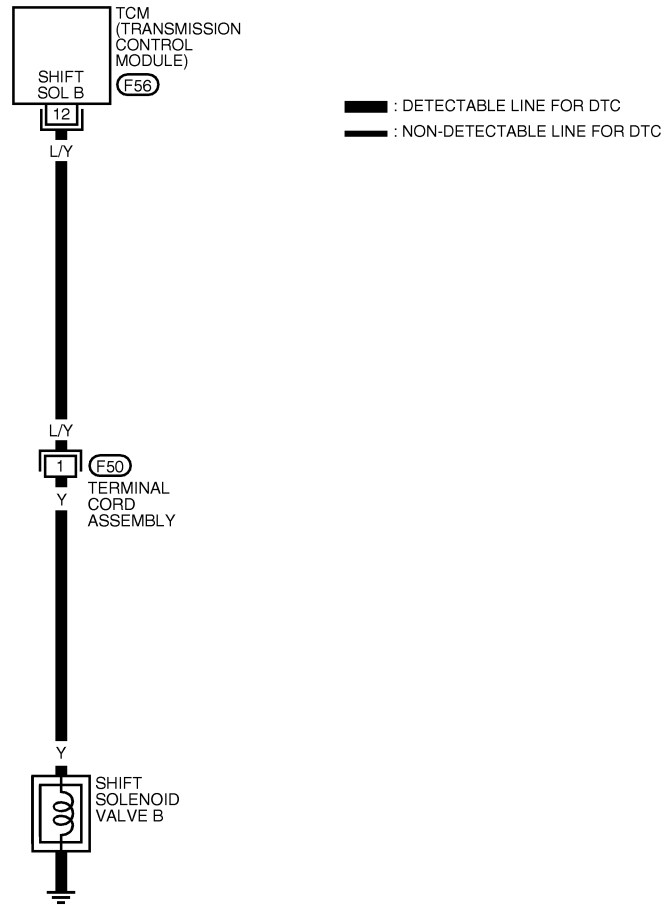 TCM
(TRANSMISSION
CONTROL
MODULE)
SHIFT
SOL B
F56
12
L/Y
: DETECTABLE LINE FOR DTC
: NON-DETECTABLE LINE FOR DTC
L/Y
1
F50
Y
TERMINAL
CORD
ASSEMBLY
Y
SHIFT
SOLENOID
VALVE B